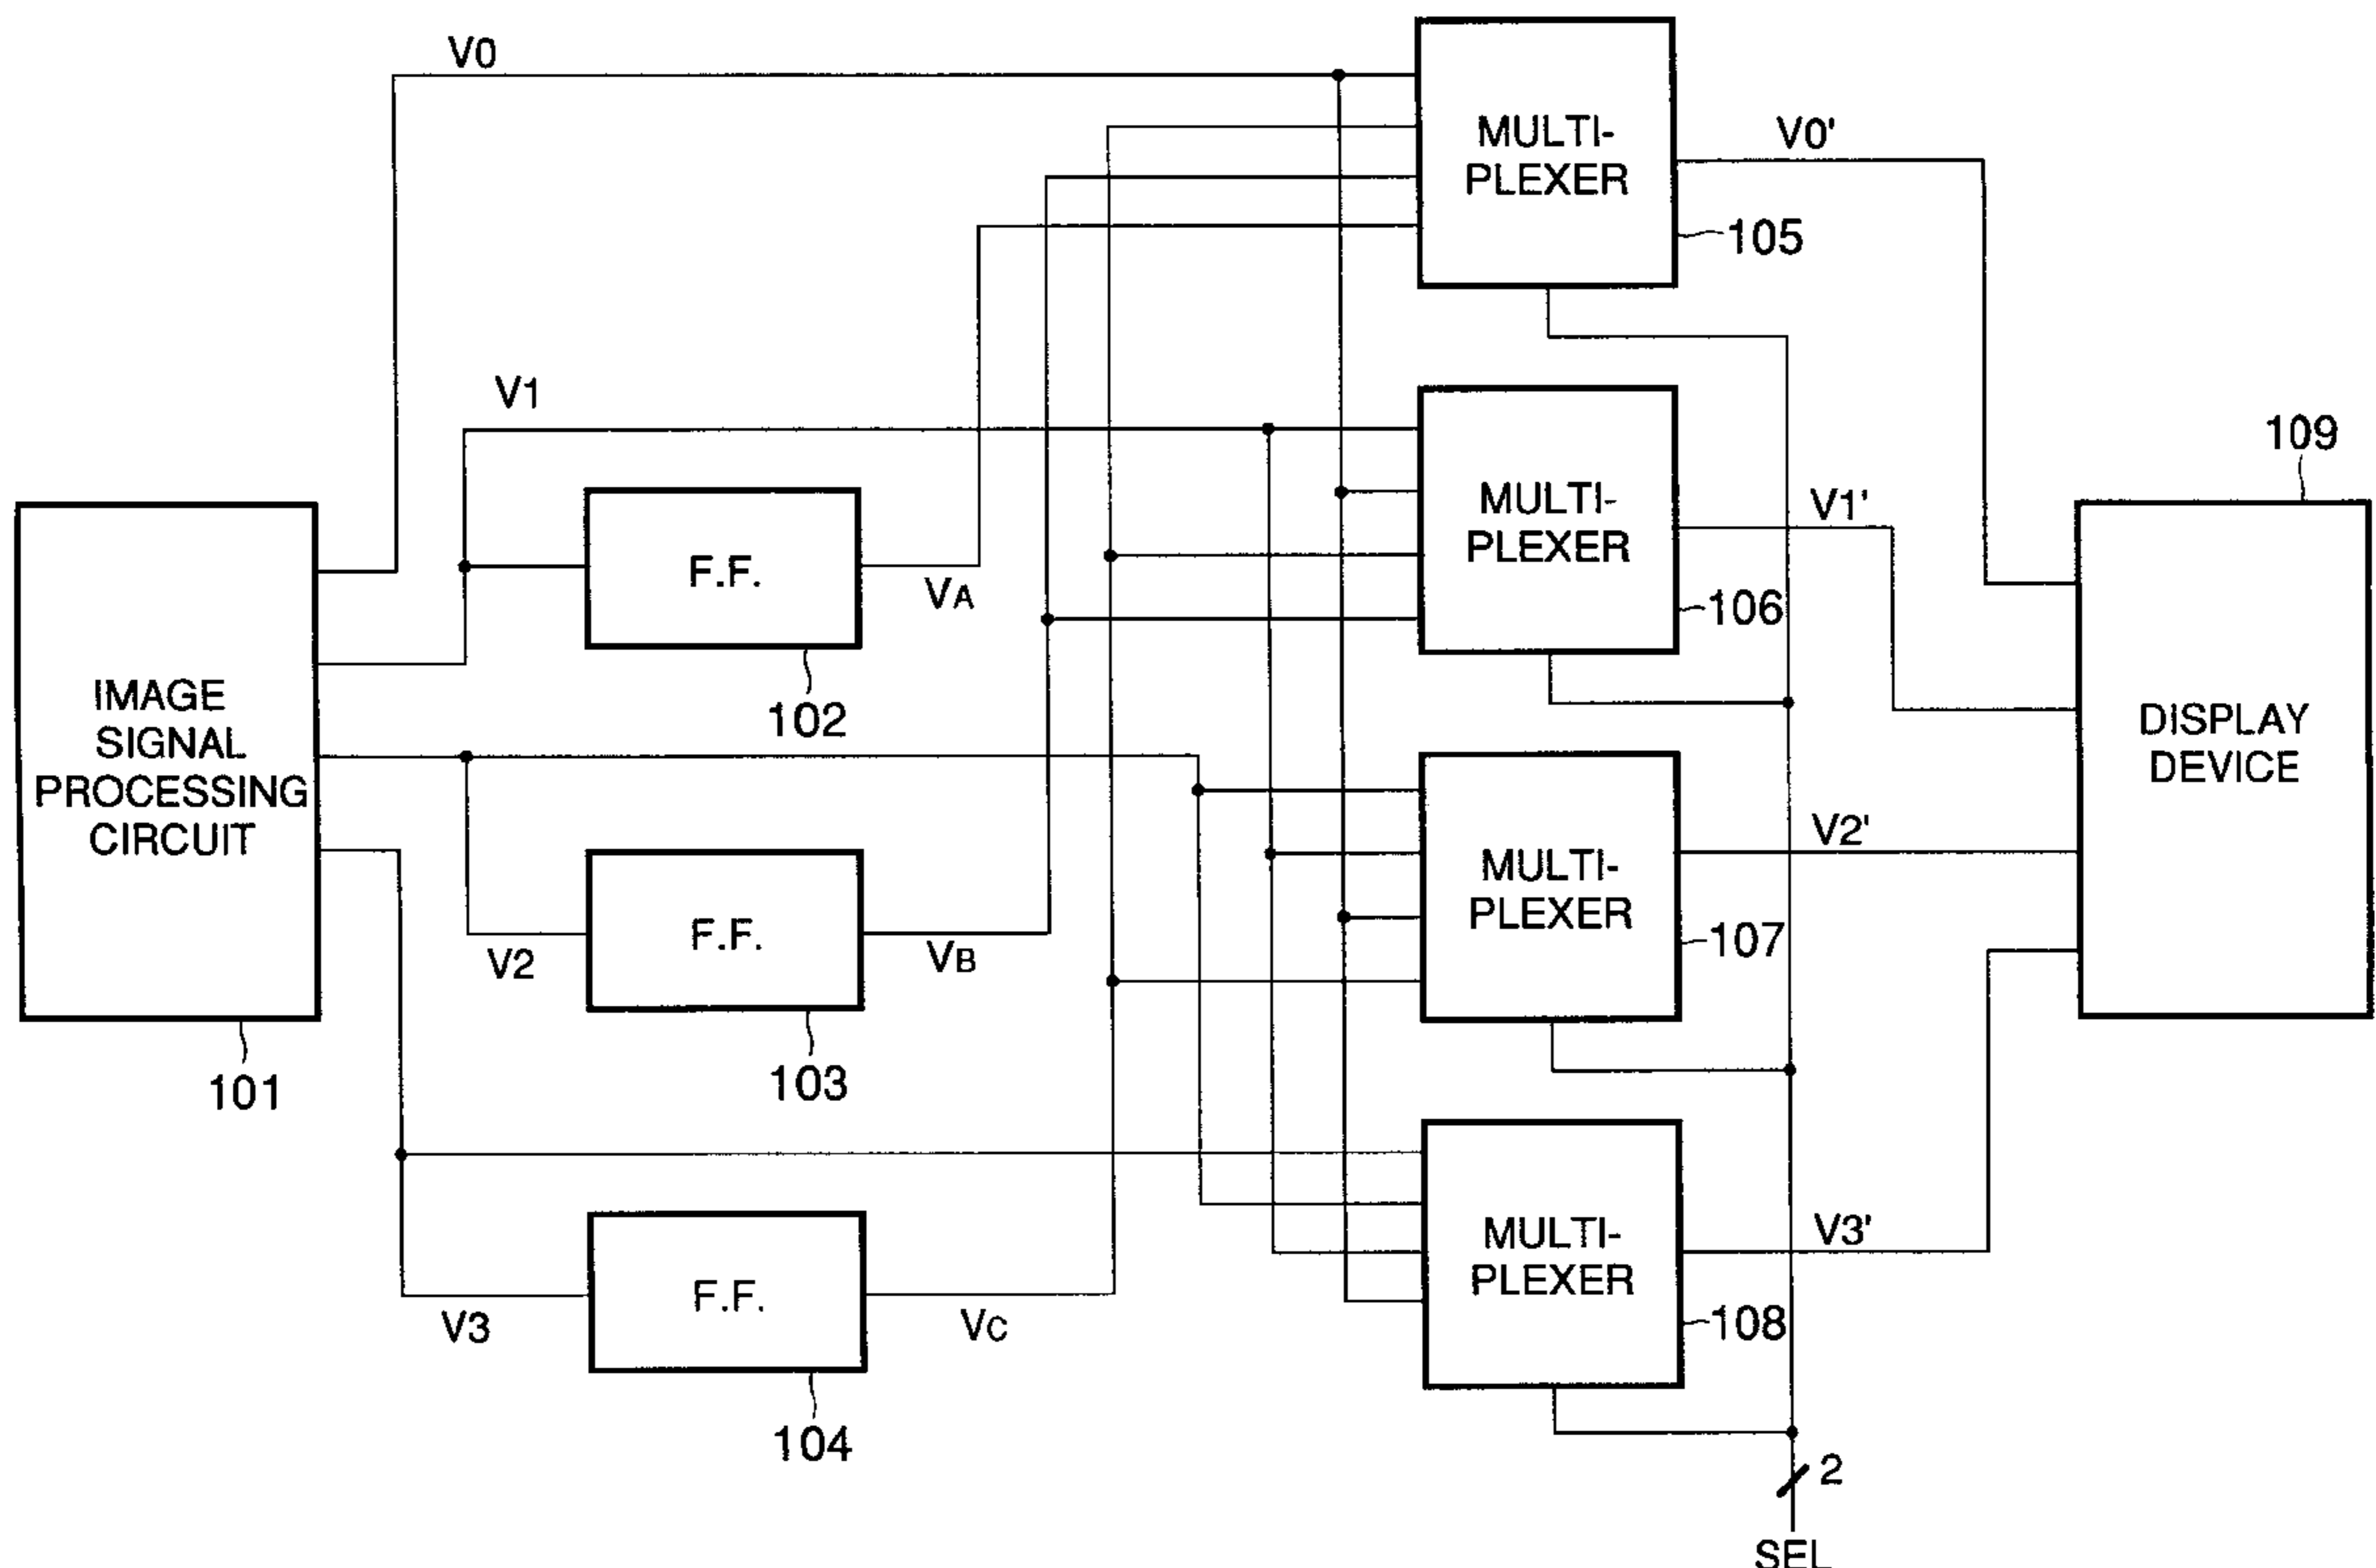 V0
MULTI-
PLEXER
V0'
105
V1
109
F.F.
VA
102
MULTI-
PLEXER
V1'
106
IMAGE
SIGNAL
PROCESSING
CIRCUIT
101
DISPLAY
DEVICE
V2
F.F.
VB
103
MULTI-
PLEXER
V2'
107
V3
F.F.
VC
104
MULTI-
PLEXER
V3'
108
2
SEL